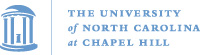 THE UNIVERSITY
of NORTH CAROLINA
at CHAPEL HILL